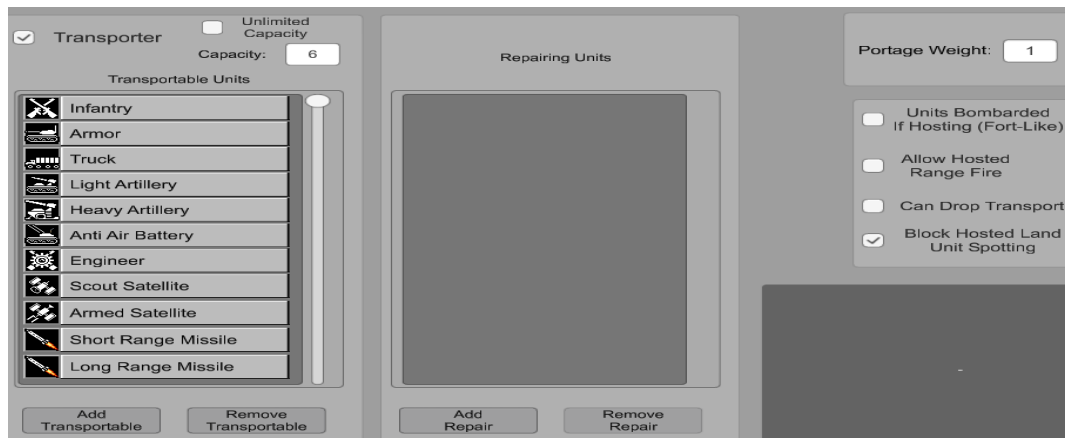 Transporter
Unlimited
Capacity
Capacity: 6
Transportable Units
Infantry
Armor
Truck
Light Artillery
Heavy Artillery
Anti Air Battery
Engineer
Scout Satellite
Armed Satellite
Short Range Missile
Long Range Missile
Add
Transportable
Remove
Transportable
Repairing Units
Add
Repair
Remove
Repair
Portage Weight: 1
Units Bombarded
If Hosting (Fort-Like)
Allow Hosted
Range Fire
Can Drop Transport
Block Hosted Land
Unit Spotting
-